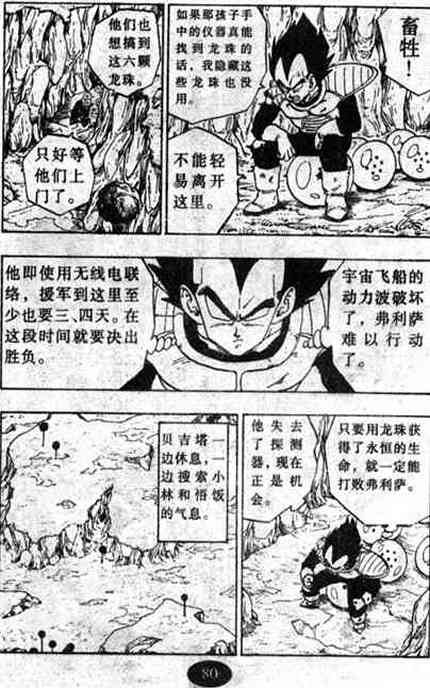 畜牲！
如果那孩子手
中的仪器真能
找到龙珠的
话，我隐藏这
些龙珠也没
用。
不能轻
易离开
这里。
他们也
想搞到
这六颗
龙珠。
只好等
他们上
门了。
宇宙飞船的
动力波破坏
了，弗利萨
难以行动
了。
他即使用无线电联
络，援军到这里至
少也要三、四天。在
这段时间就要决出
胜负。
只要用龙珠获
得了永恒的生
命，就一定能
打败弗利萨。
他失去
了探测
器，现在
正是机
会。
贝吉塔一
边休息，一
边搜索小
林和悟饭
的气息。
80